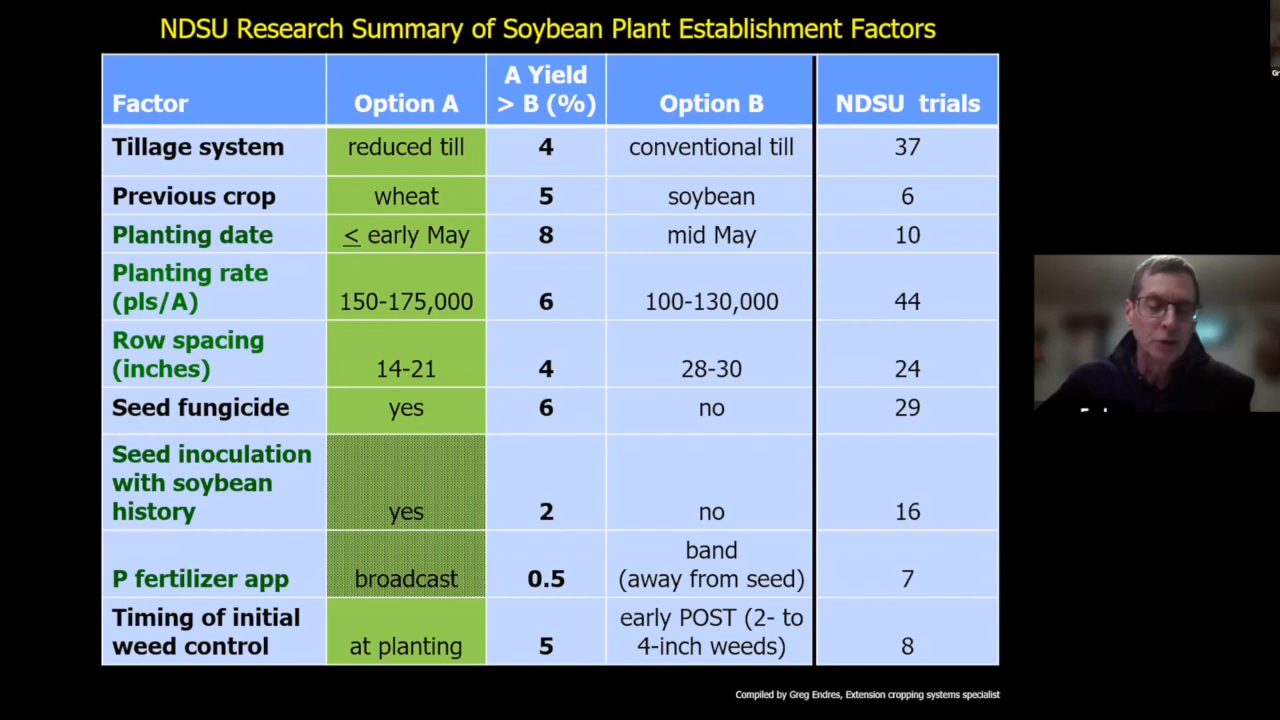 NDSU Research Summary of Soybean Plant Establishment Factors
Factor Option A A Yield > B (%) Option B NDSU trials
Tillage system reduced till 4 conventional till 37
Previous crop wheat 5 soybean 6
Planting date ≤ early May 8 mid May 10
Planting rate (pls/A) 150-175,000 6 100-130,000 44
Row spacing (inches) 14-21 4 28-30 24
Seed fungicide yes 6 no 29
Seed inoculation with soybean history yes 2 no 16
P fertilizer app broadcast 0.5 band (away from seed) 7
Timing of initial weed control at planting 5 early POST (2- to 4-inch weeds) 8
Compiled by Greg Endres, Extension cropping systems specialist